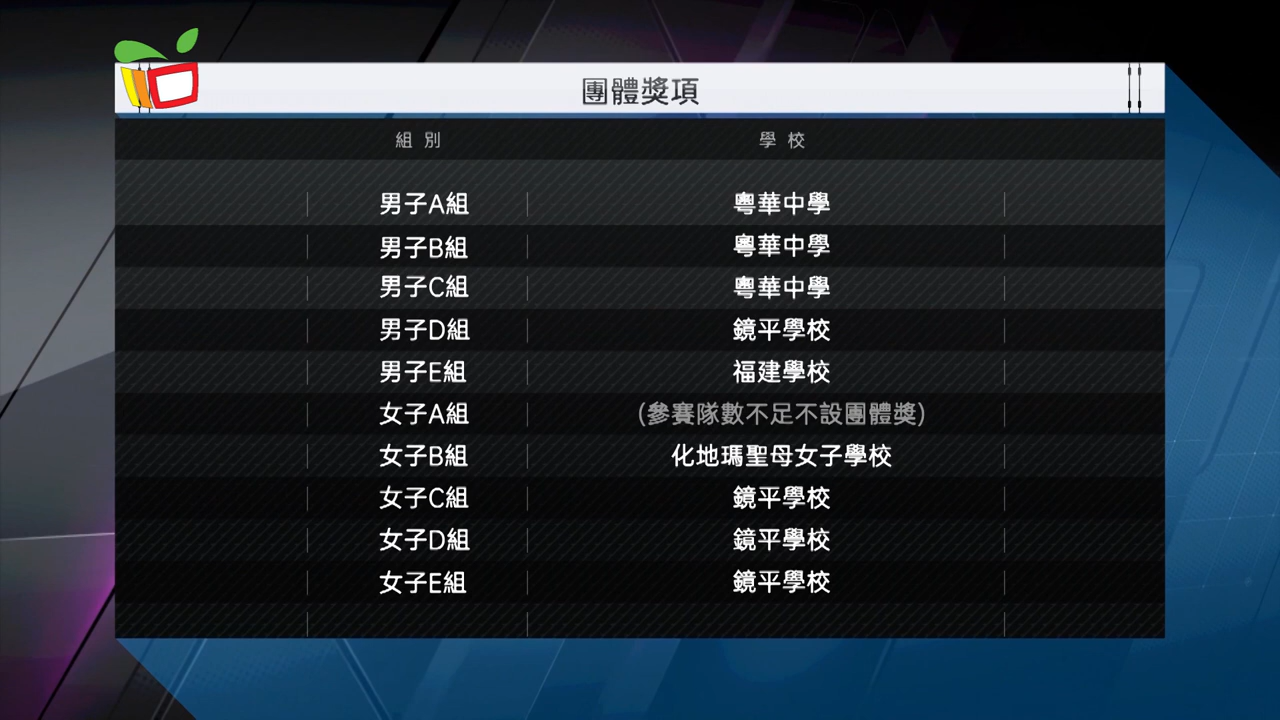 團體獎項
組別 學校
男子A組 粵華中學
男子B組 粵華中學
男子C組 粵華中學
男子D組 鏡平學校
男子E組 福建學校
女子A組 (參賽隊數不足不設團體獎)
女子B組 化地瑪聖母女子學校
女子C組 鏡平學校
女子D組 鏡平學校
女子E組 鏡平學校